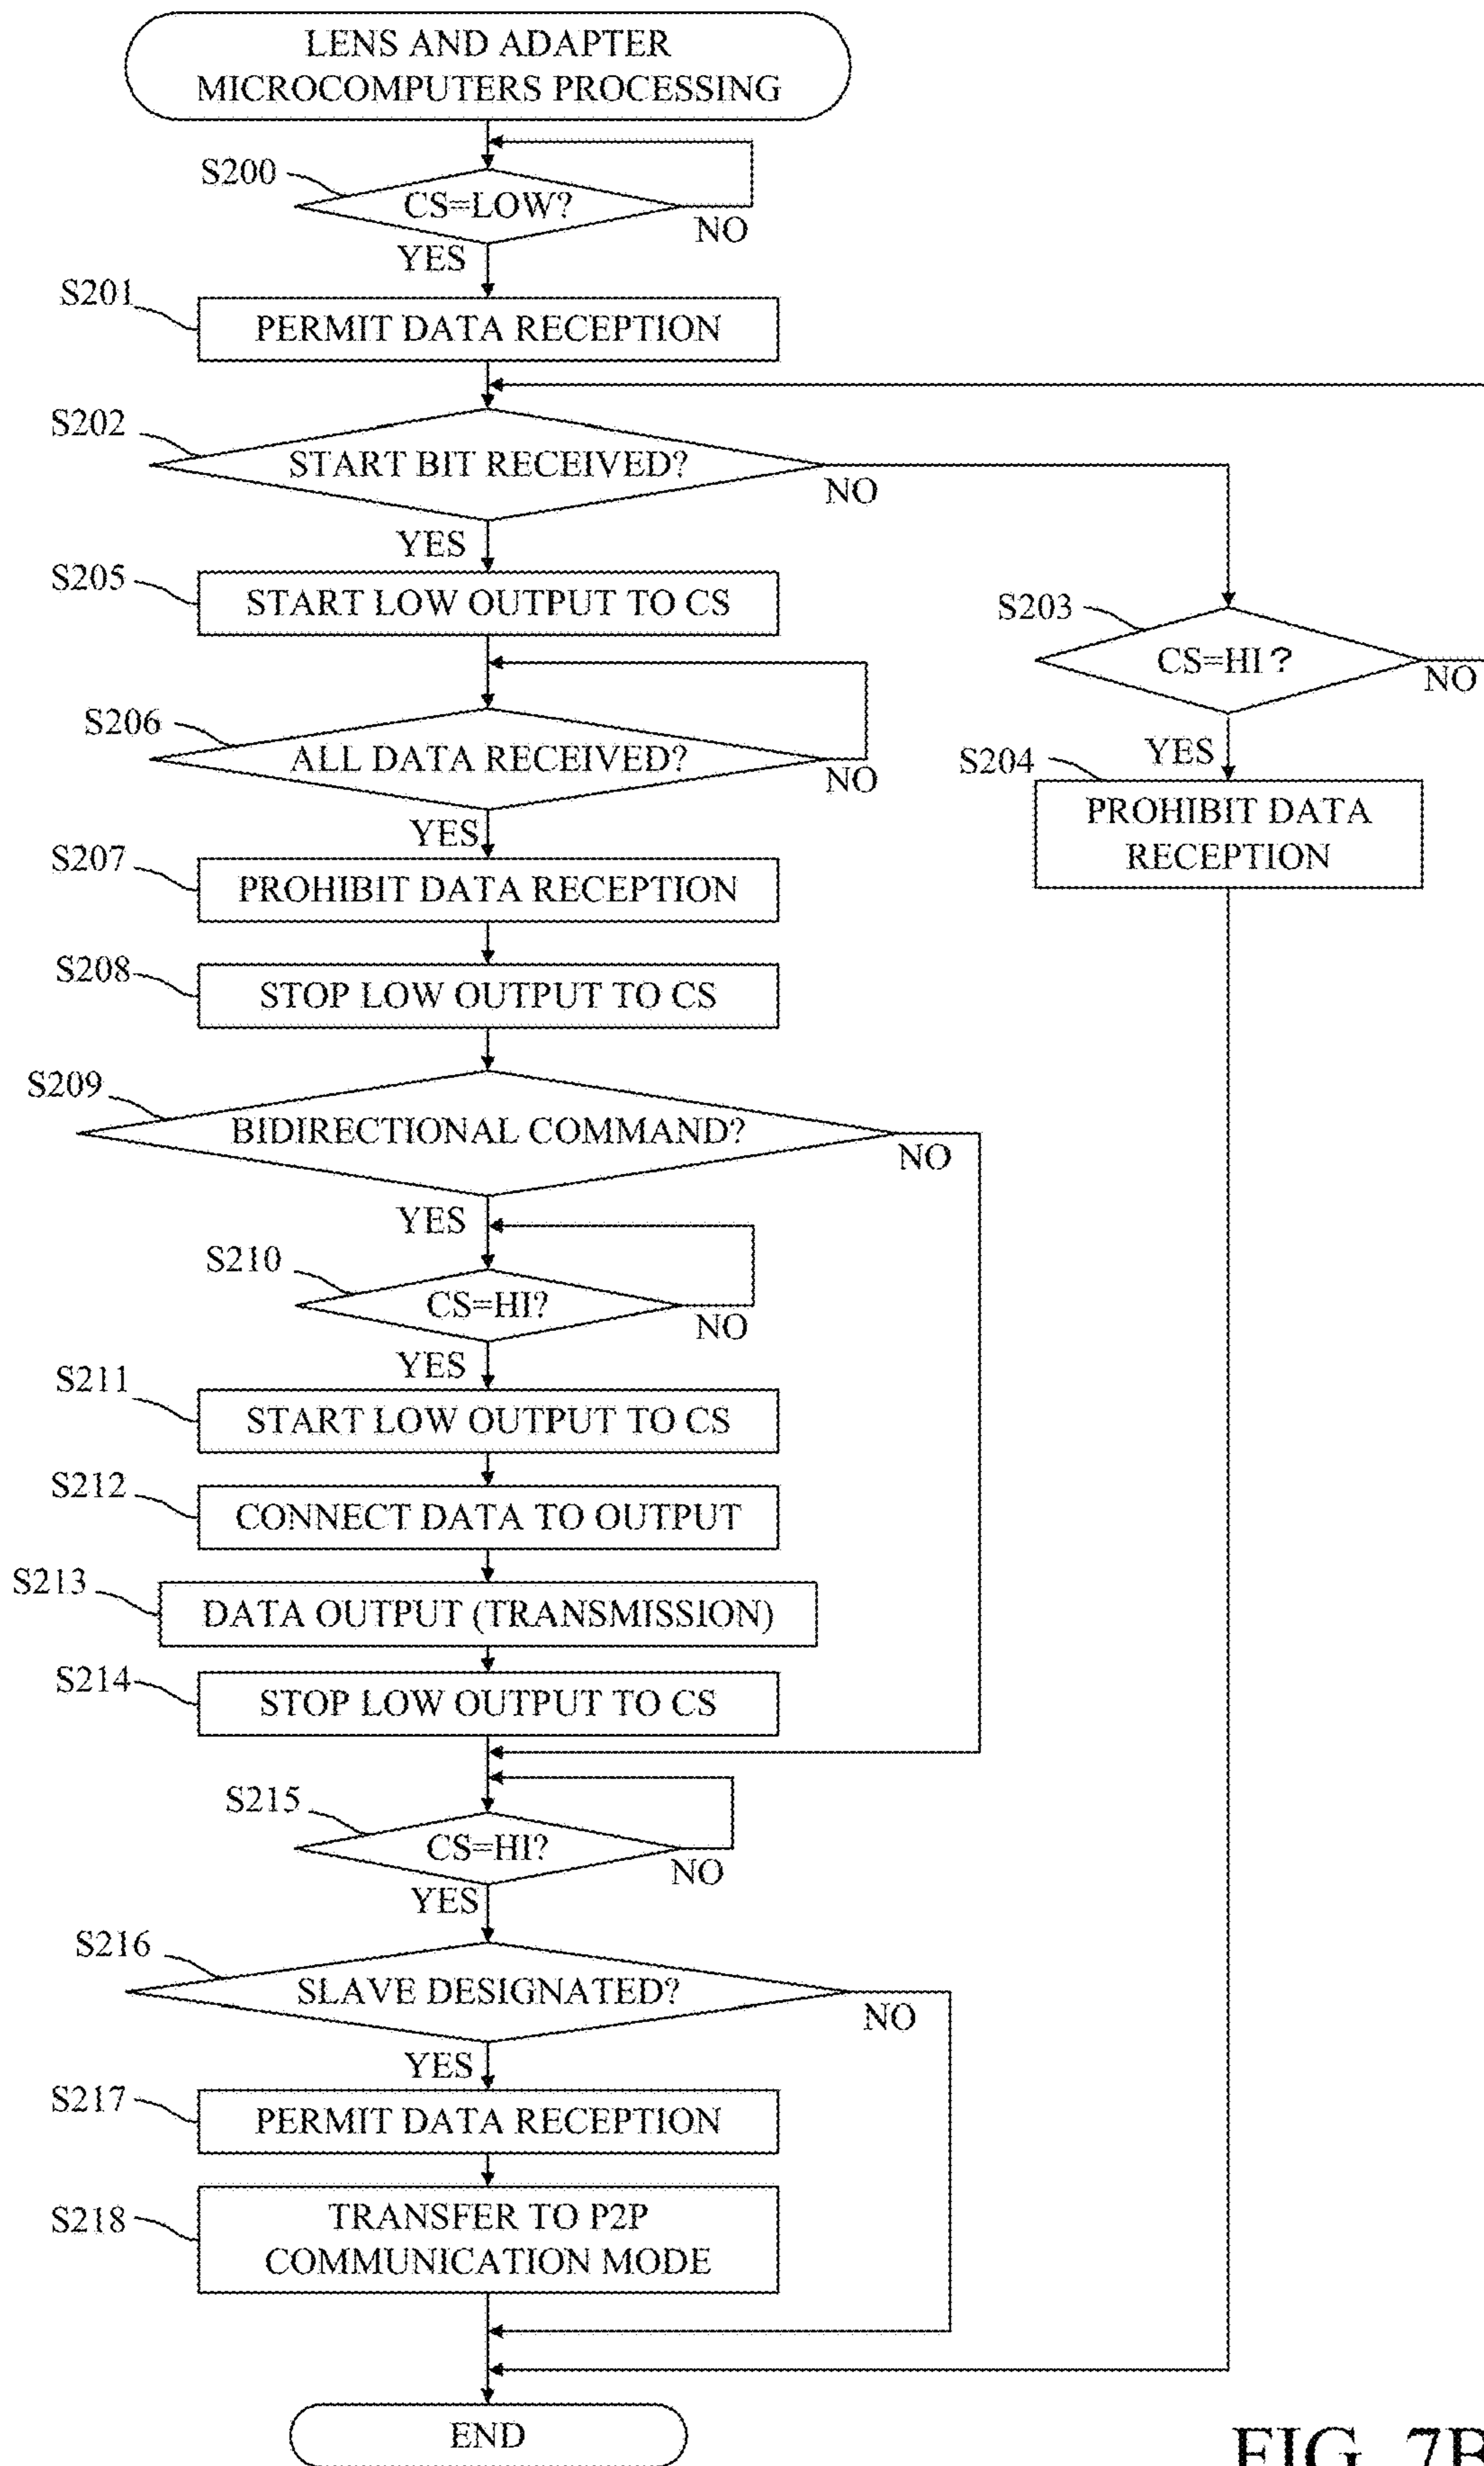 LENS AND ADAPTER
MICROCOMPUTERS PROCESSING
S200
CS=LOW?
NO
YES
S201
PERMIT DATA RECEPTION
S202
START BIT RECEIVED?
NO
YES
S205
START LOW OUTPUT TO CS
S203
CS=HI?
NO
YES
S204
PROHIBIT DATA
RECEPTION
S206
ALL DATA RECEIVED?
NO
YES
S207
PROHIBIT DATA RECEPTION
S208
STOP LOW OUTPUT TO CS
S209
BIDIRECTIONAL COMMAND?
NO
YES
S210
CS=HI?
NO
YES
S211
START LOW OUTPUT TO CS
S212
CONNECT DATA TO OUTPUT
S213
DATA OUTPUT (TRANSMISSION)
S214
STOP LOW OUTPUT TO CS
S215
CS=HI?
NO
YES
S216
SLAVE DESIGNATED?
NO
YES
S217
PERMIT DATA RECEPTION
S218
TRANSFER TO P2P
COMMUNICATION MODE
END
FIG. 7B